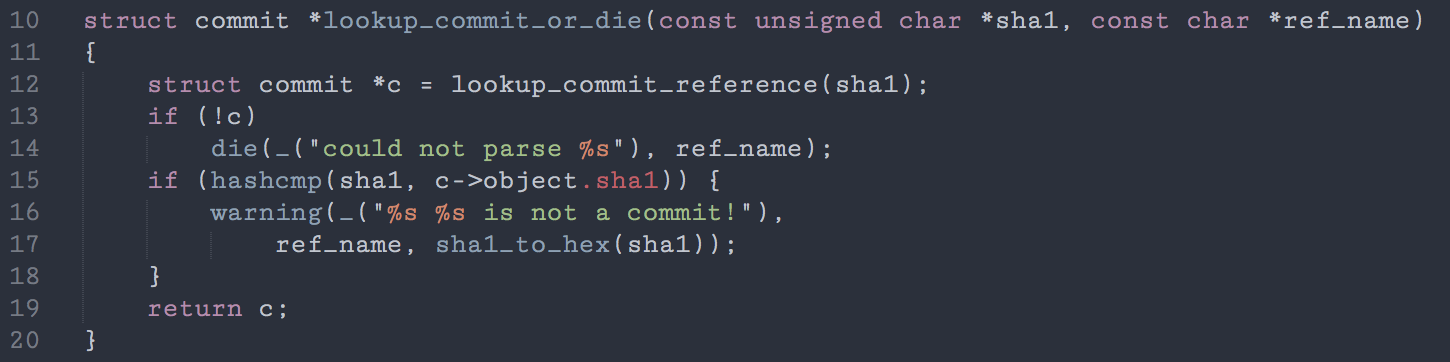 10 struct commit *lookup_commit_or_die(const unsigned char *sha1, const char *ref_name)
11 {
12     struct commit *c = lookup_commit_reference(sha1);
13     if (!c)
14         die(_("could not parse %s"), ref_name);
15     if (hashcmp(sha1, c->object.sha1)) {
16         warning(_("%s %s is not a commit!"),
17             ref_name, sha1_to_hex(sha1));
18     }
19     return c;
20 }